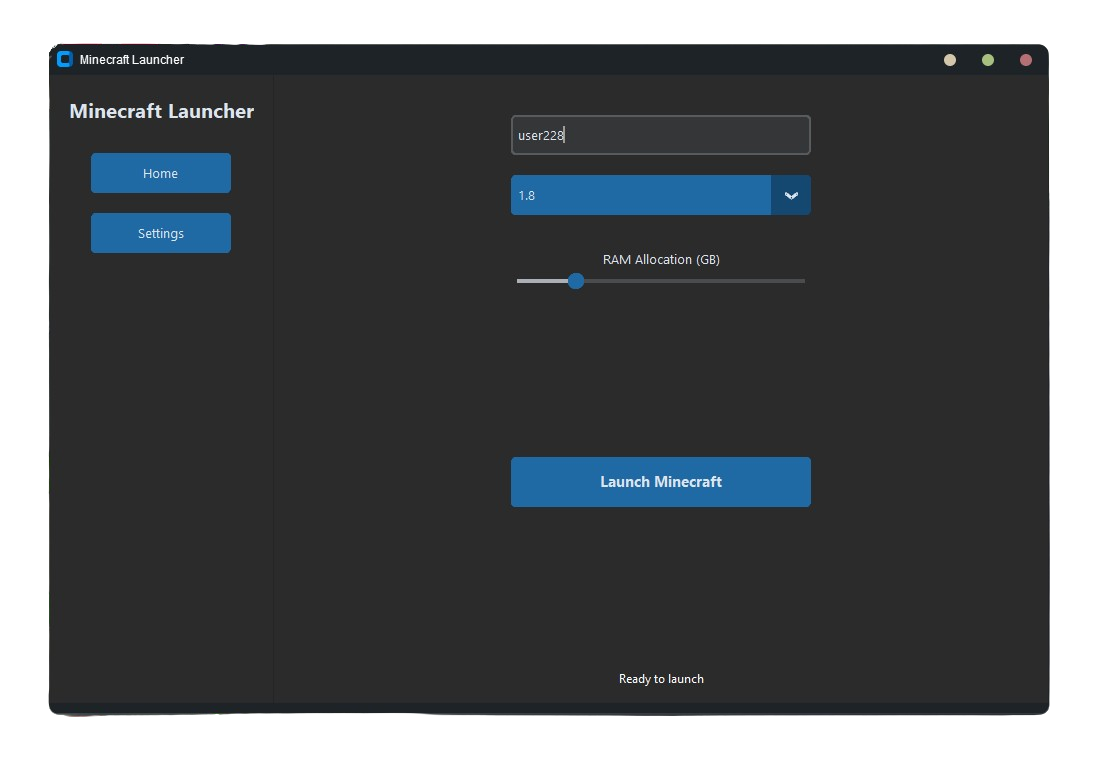 Minecraft Launcher
Minecraft Launcher
Home
Settings
user228
1.8
RAM Allocation (GB)
Launch Minecraft
Ready to launch